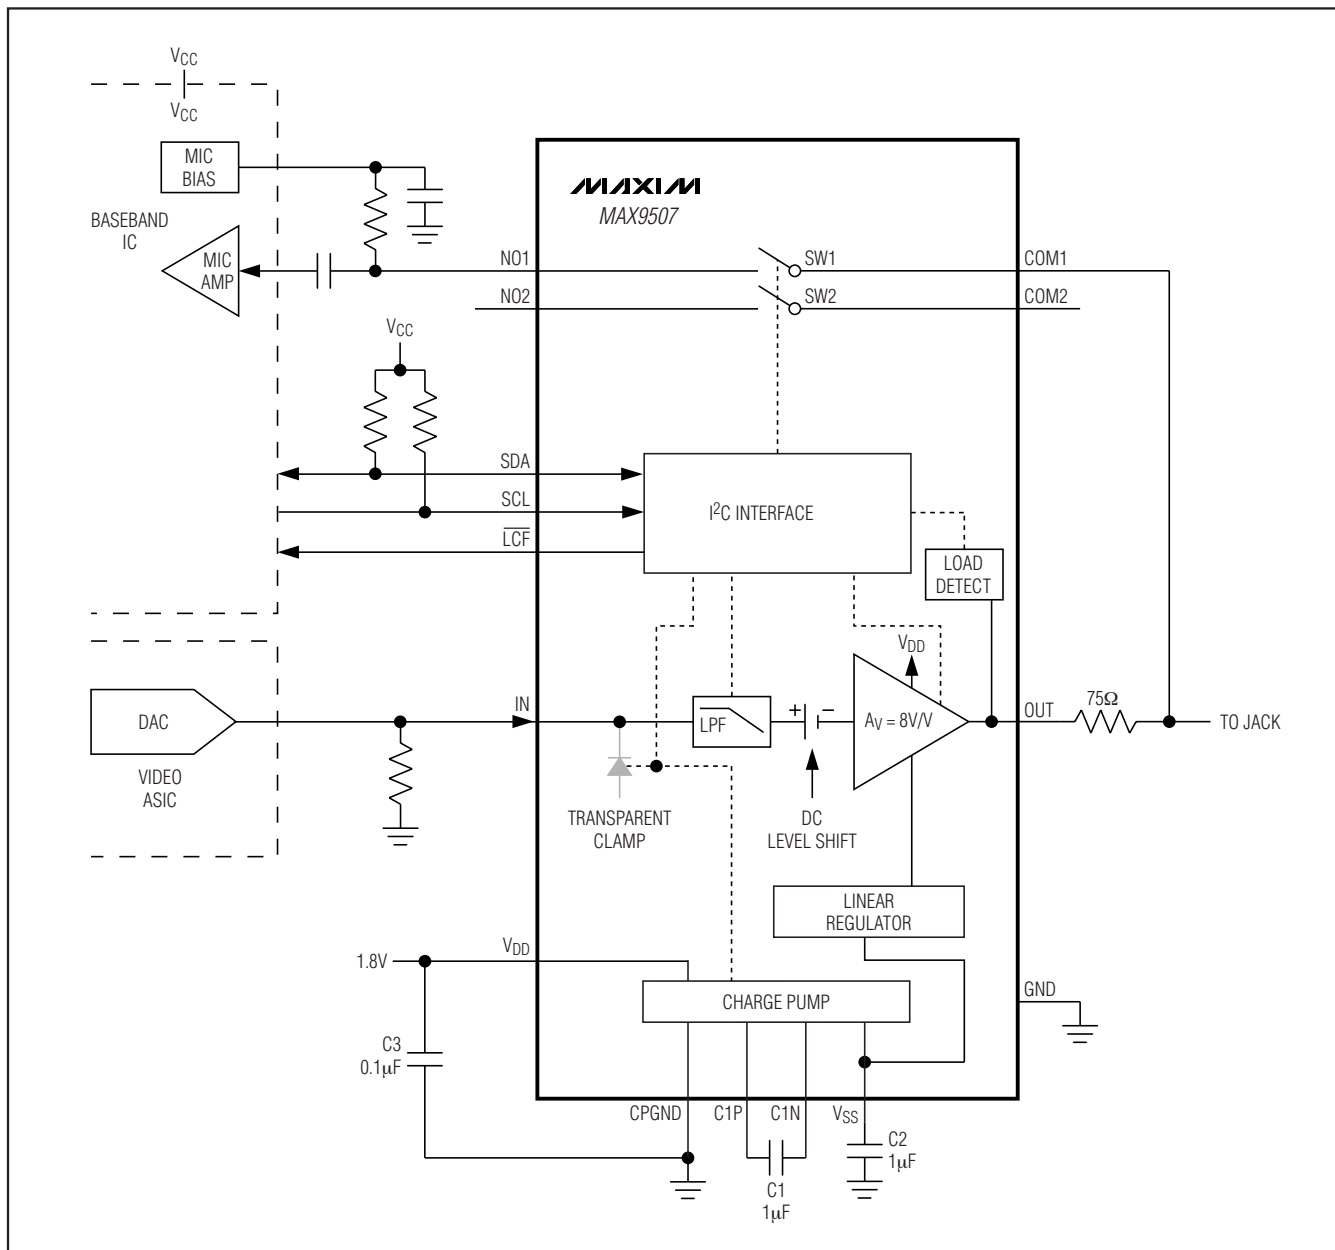 VCC
VCC
MIC
BIAS
BASEBAND
IC
MIC
AMP
MAXIM
MAX9507
NO1
SW1
COM1
NO2
SW2
COM2
VCC
SDA
SCL
LCF
I2C INTERFACE
LOAD
DETECT
VDD
DAC
IN
LPF
+
−
AV = 8V/V
OUT
75Ω
TO JACK
VIDEO
ASIC
TRANSPARENT
CLAMP
DC
LEVEL SHIFT
LINEAR
REGULATOR
1.8V
VDD
CHARGE PUMP
GND
C3
0.1µF
CPGND
C1P
C1N
VSS
C2
1µF
C1
1µF